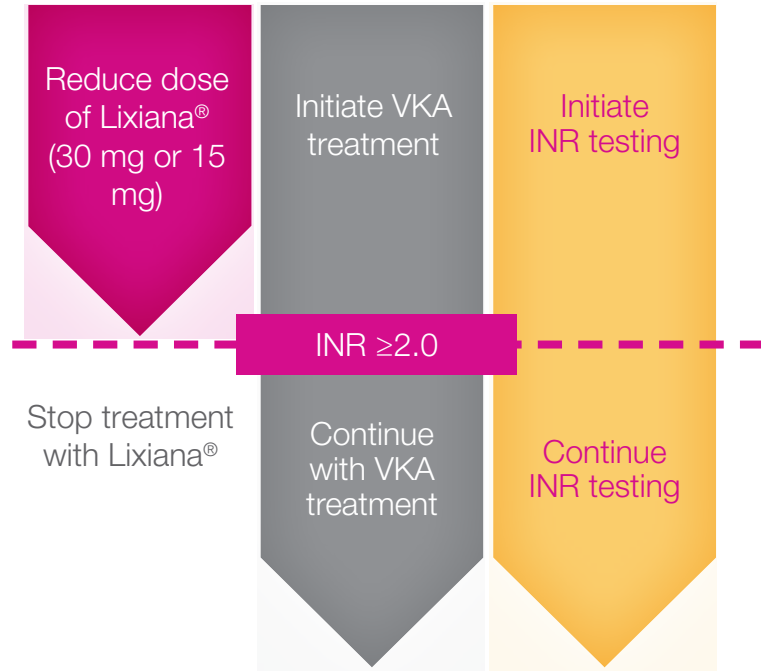 Reduce dose
of Lixiana®
(30 mg or 15
mg)
Initiate VKA
treatment
Initiate
INR testing
INR ≥2.0
Stop treatment
with Lixiana®
Continue
with VKA
treatment
Continue
INR testing